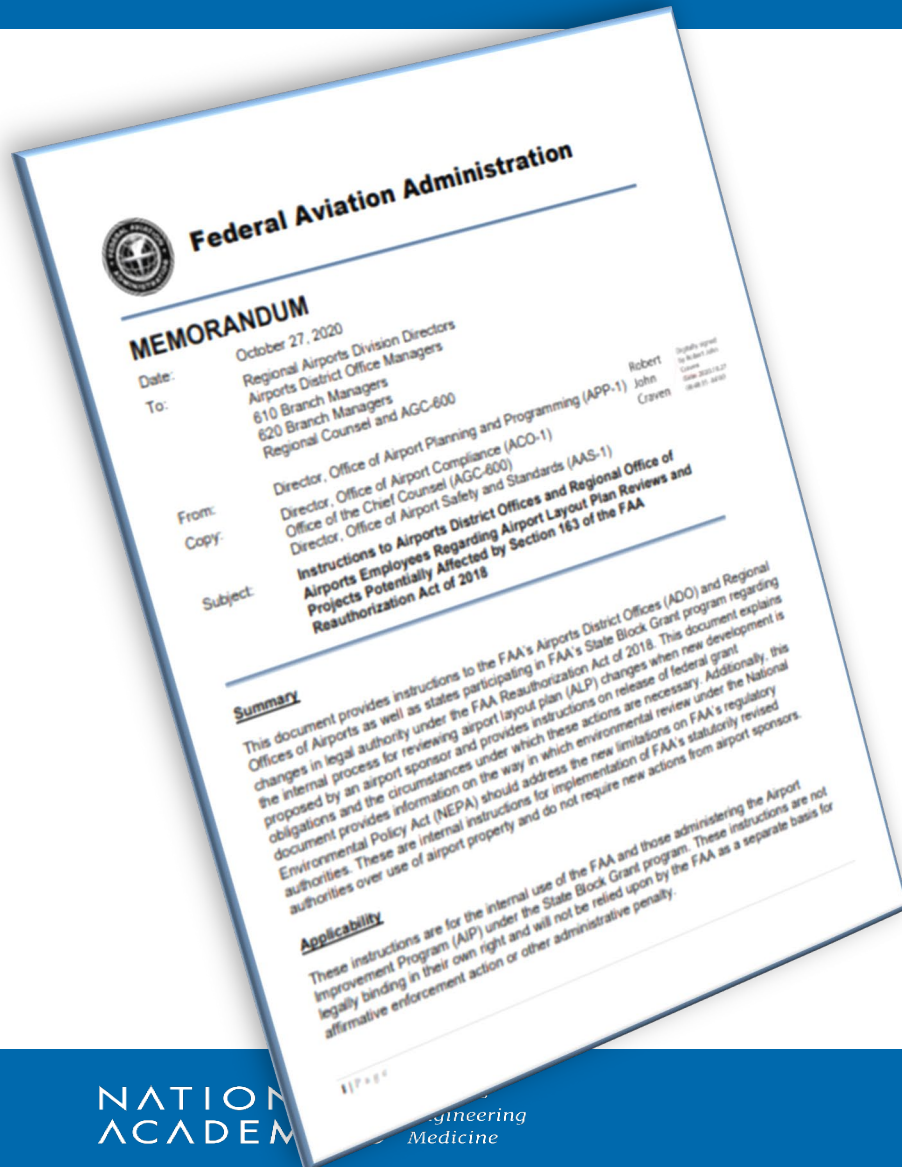 Federal Aviation Administration
MEMORANDUM
Date: October 27, 2020
To: Regional Airports Division Directors
Airports District Office Managers
610 Branch Managers
620 Branch Managers
Regional Counsel and AGC-600
From: Director, Office of Airport Planning and Programming (APP-1)
Robert
John
Craven
Digitally signed
by Robert John
Craven
Copy: Director, Office of Airport Compliance (ACO-1)
Office of the Chief Counsel (AGC-600)
Director, Office of Airport Safety and Standards (AAS-1)
Subject: Instructions to Airports District Offices and Regional Office of
Airports Employees Regarding Airport Layout Plan Reviews and
Projects Potentially Affected by Section 163 of the FAA
Reauthorization Act of 2018
Summary
This document provides instructions to the FAA's Airports District Offices (ADO) and Regional
Offices of Airports as well as states participating in FAA's State Block Grant program regarding
changes in legal authority under the FAA Reauthorization Act of 2018. This document explains
the internal process for reviewing airport layout plan (ALP) changes when new development is
proposed by an airport sponsor and provides instructions on release of federal grant
obligations and the circumstances under which these actions are necessary. Additionally, this
document provides information on the way in which environmental review under the National
Environmental Policy Act (NEPA) should address the new limitations on FAA's regulatory
authorities. These are internal instructions for implementation of FAA's statutorily revised
authorities over use of airport property and do not require new actions from airport sponsors.
Applicability
These instructions are for the internal use of the FAA and those administering the Airport
Improvement Program (AIP) under the State Block Grant program. These instructions are not
legally binding in their own right and will not be relied upon by the FAA as a separate basis for
affirmative enforcement action or other administrative penalty.
1 | Page
NATION
ACADEM
gineering
Medicine